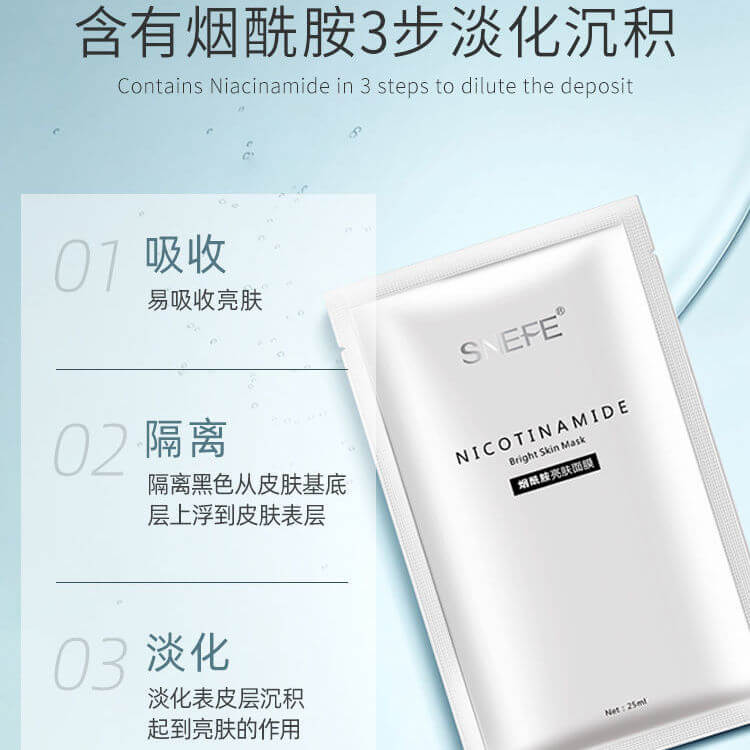 含有烟酰胺3步淡化沉积
Contains Niacinamide in 3 steps to dilute the deposit
01 吸收
易吸收亮肤
02 隔离
隔离黑色从皮肤基底
层上浮到皮肤表层
03 淡化
淡化表皮层沉积
起到亮肤的作用
SNEFE®
NICOTINAMIDE
Bright Skin Mask
烟酰胺亮肤面膜
Net : 25ml